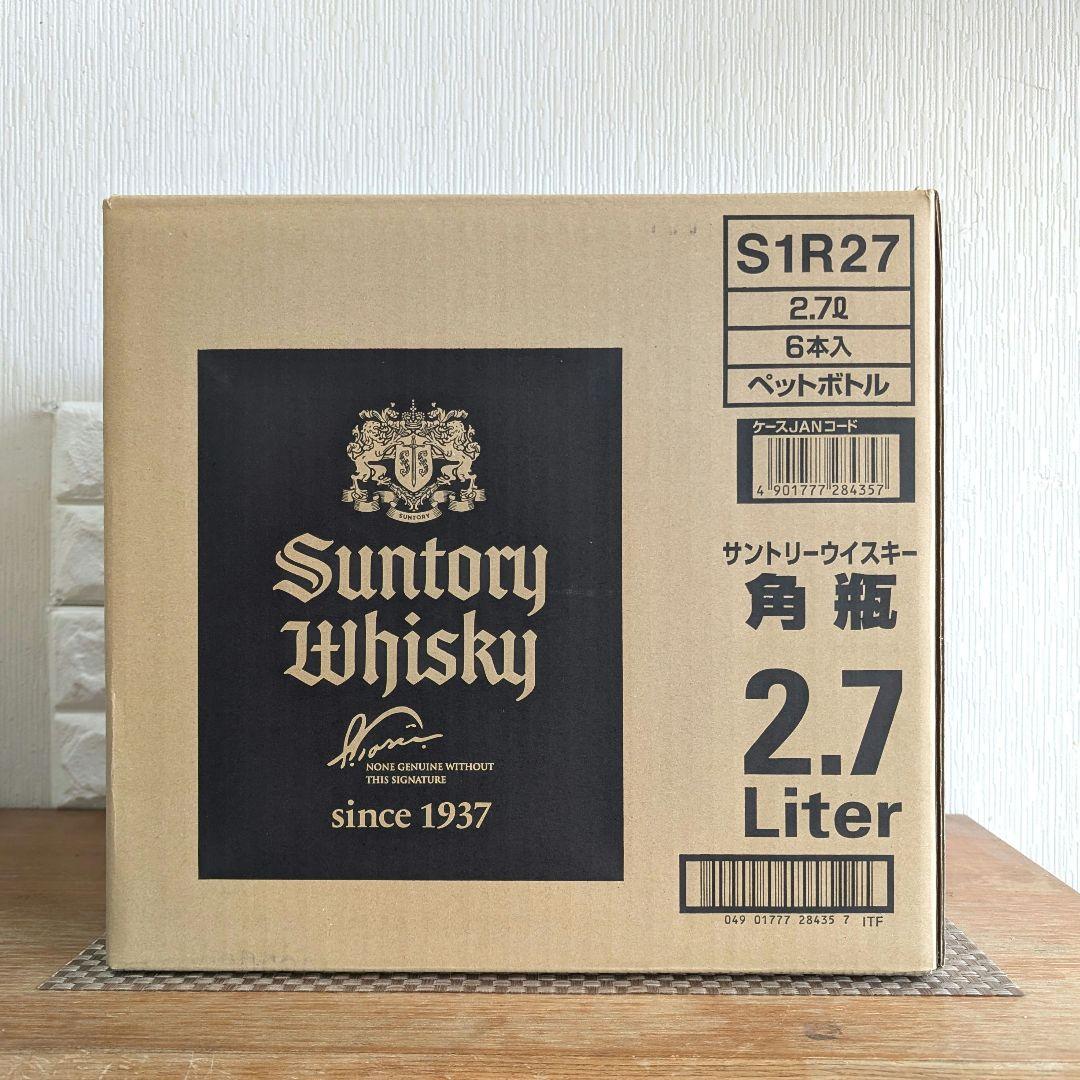 SUNTORY
Suntory
Whisky
NONE GENUINE WITHOUT
THIS SIGNATURE
since 1937
S1R27
2.7ℓ
6本入
ペットボトル
ケースJANコード
4 901777 284357
サントリーウイスキー
角瓶
2.7
Liter
049 01777 28435 7 ITF